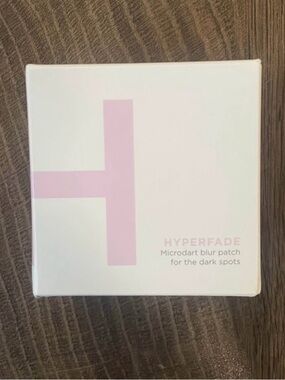 HYPERFADE
Microdart blur patch
for the dark spots